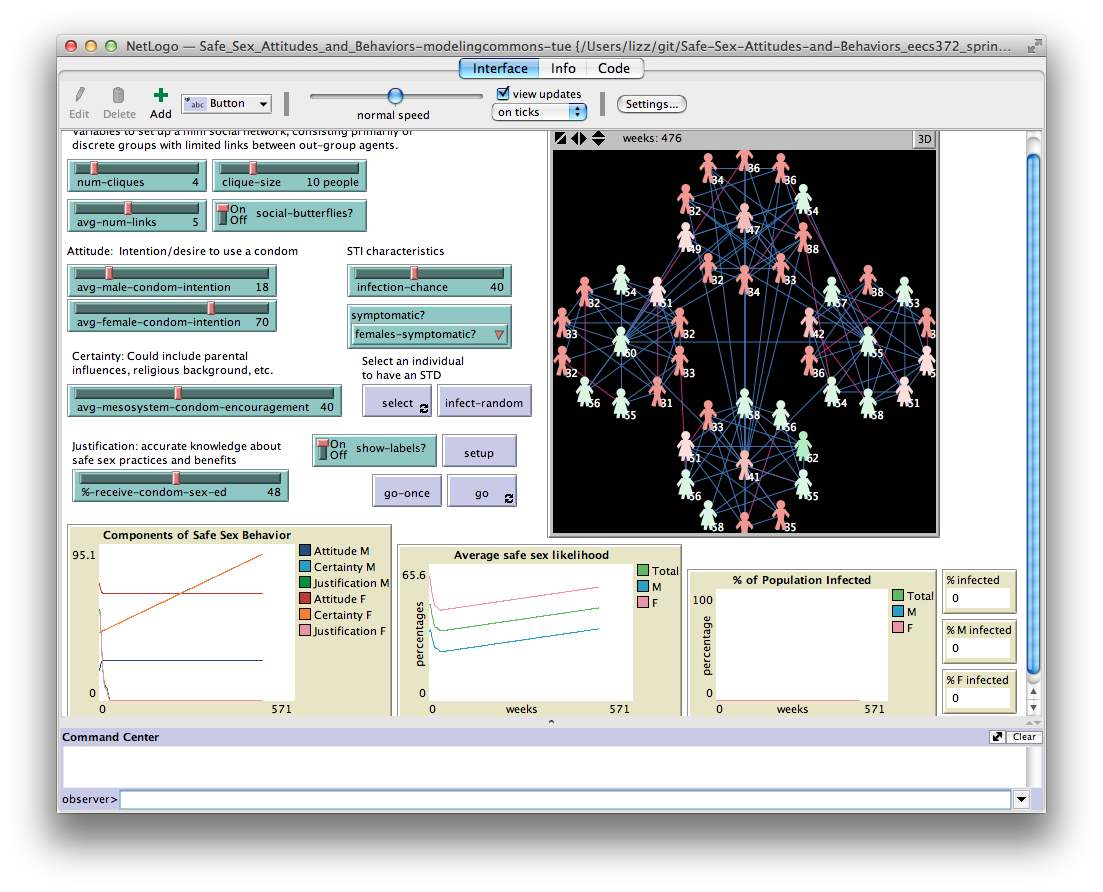 NetLogo — Safe_Sex_Attitudes_and_Behaviors-modelingcommons-tue {/Users/lizz/git/Safe-Sex-Attitudes-and-Behaviors_eecs372_sprin...
Interface Info Code
Edit Delete Add
abc Button
normal speed
view updates
on ticks
Settings...
Variables to set up a mini social network, consisting primarily of
discrete groups with limited links between out-group agents.
num-cliques 4
clique-size 10 people
avg-num-links 5
On
Off
social-butterflies?
Attitude: Intention/desire to use a condom
avg-male-condom-intention 18
avg-female-condom-intention 70
STI characteristics
infection-chance 40
symptomatic?
females-symptomatic?
Certainty: Could include parental
influences, religious background, etc.
avg-mesosystem-condom-encouragement 40
Select an individual
to have an STD
select
infect-random
Justification: accurate knowledge about
safe sex practices and benefits
%-receive-condom-sex-ed 48
On
Off
show-labels?
setup
go-once
go
weeks: 476
3D
34 36 36
32 54
47
49 38
32 34 33
32 54 51
33 32
60
32 33
56 55 31
38
57 53
42
55
36
54 58 51
33 58 56
51 62
41
56 55
58 35
Components of Safe Sex Behavior
95.1
0
0 571
Attitude M
Certainty M
Justification M
Attitude F
Certainty F
Justification F
Average safe sex likelihood
65.6
percentages
0
0 weeks 571
Total
M
F
% of Population Infected
100
percentage
0
0 weeks 571
Total
M
F
% infected
0
% M infected
0
% F infected
0
Command Center
Clear
observer>